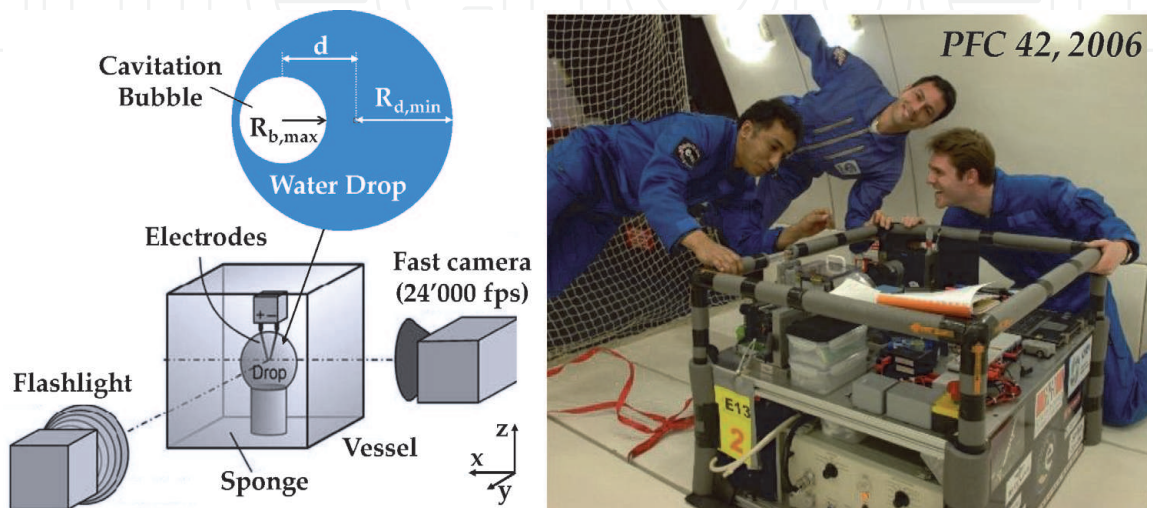 d
Cavitation
Bubble
R_d,min
R_b,max
Water Drop
Electrodes
Fast camera
(24'000 fps)
+ −
Drop
Flashlight
Vessel
Sponge
z
x
y
PFC 42, 2006
E13
2